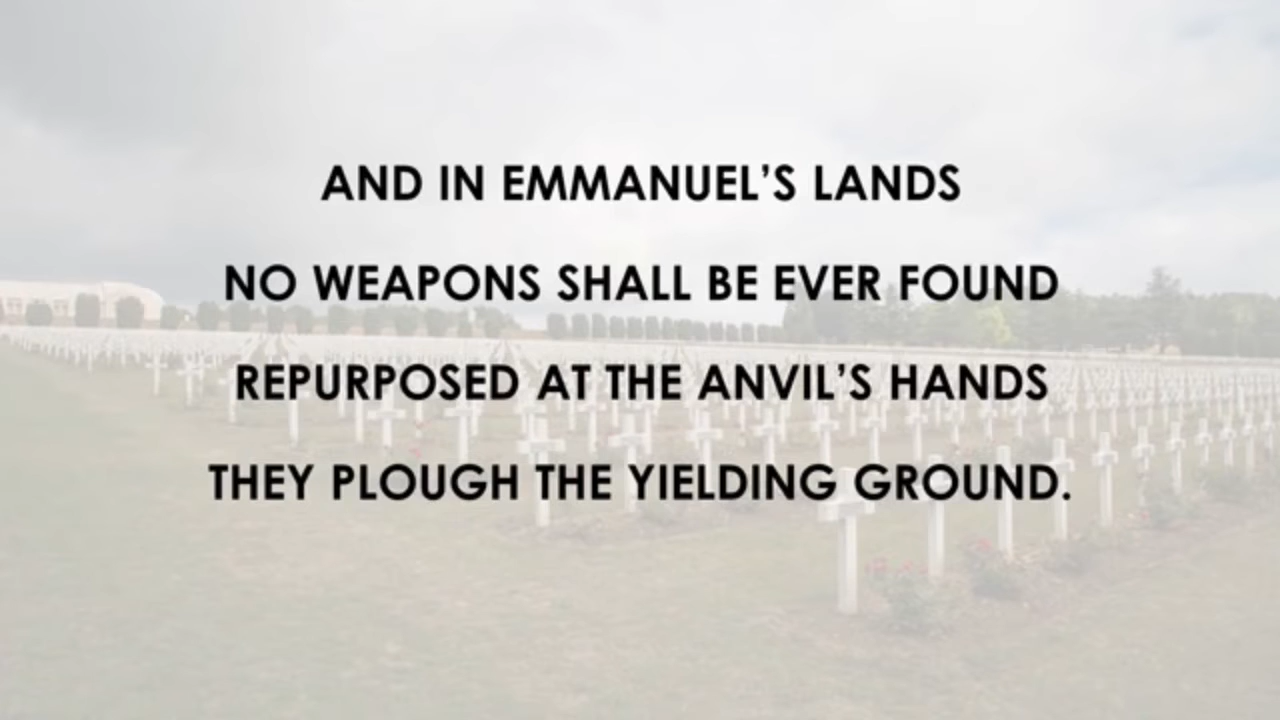 AND IN EMMANUEL’S LANDS
NO WEAPONS SHALL BE EVER FOUND
REPURPOSED AT THE ANVIL’S HANDS
THEY PLOUGH THE YIELDING GROUND.